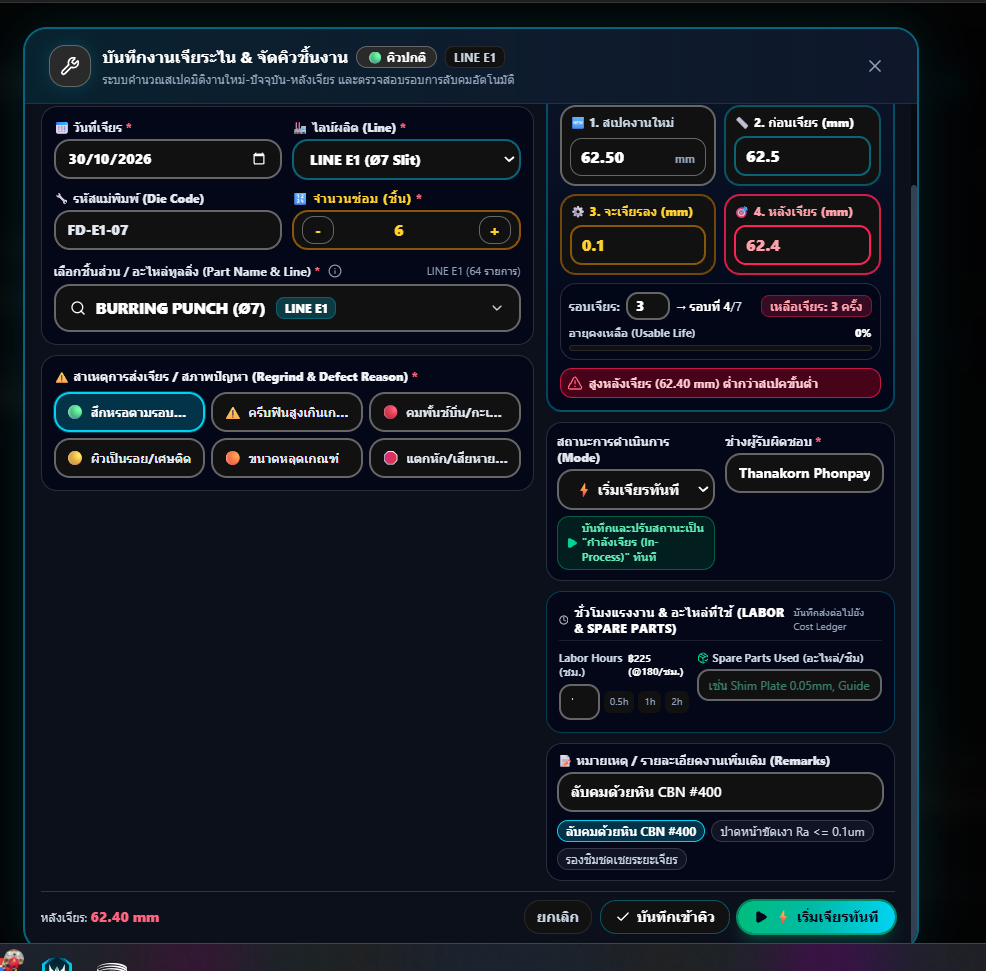 บันทึกงานเจียระไน & จัดคิวชิ้นงาน คิวปกติ LINE E1
ระบบคำนวณสเปคมิติงานใหม่-ปัจจุบัน-หลังเจียร และตรวจสอบรอบการลับคมอัตโนมัติ
วันที่เจียร *
30/10/2026
ไลน์ผลิต (Line) *
LINE E1 (Ø7 Slit)
รหัสแม่พิมพ์ (Die Code)
FD-E1-07
จำนวนซ่อม (ชิ้น) *
- 6 +
เลือกชิ้นส่วน / อะไหล่ทูลลิ่ง (Part Name & Line) * LINE E1 (64 รายการ)
BURRING PUNCH (Ø7) LINE E1
สาเหตุการส่งเจียร / สภาพปัญหา (Regrind & Defect Reason) *
สึกหรอตามรอบ...
ครีบฟันสูงเกินเก...
คมพั้นช์บิ่น/กะเ...
ผิวเป็นรอย/เศษติด
ขนาดหลุดเกณฑ์
แตกหัก/เสียหาย...
1. สเปคงานใหม่
62.50 mm
2. ก่อนเจียร (mm)
62.5
3. จะเจียรลง (mm)
0.1
4. หลังเจียร (mm)
62.4
รอบเจียร: 3 → รอบที่ 4/7 เหลือเจียร: 3 ครั้ง
อายุคงเหลือ (Usable Life) 0%
สูงหลังเจียร (62.40 mm) ต่ำกว่าสเปคขั้นต่ำ
สถานะการดำเนินการ
(Mode)
เริ่มเจียรทันที
บันทึกและปรับสถานะเป็น
"กำลังเจียร (In-
Process)" ทันที
ช่างผู้รับผิดชอบ *
Thanakorn Phonpay
ชั่วโมงแรงงาน & อะไหล่ที่ใช้ (LABOR
& SPARE PARTS)
บันทึกส่งต่อไปยัง
Cost Ledger
Labor Hours ฿225
(ชม.) (@180/ชม.)
0.5h 1h 2h
Spare Parts Used (อะไหล่/ชิม)
เช่น Shim Plate 0.05mm, Guide
หมายเหตุ / รายละเอียดงานเพิ่มเติม (Remarks)
ลับคมด้วยหิน CBN #400
ลับคมด้วยหิน CBN #400 ปาดหน้าขัดเงา Ra <= 0.1um
รองชิมชดเชยระยะเจียร
หลังเจียร: 62.40 mm
ยกเลิก บันทึกเข้าคิว เริ่มเจียรทันที